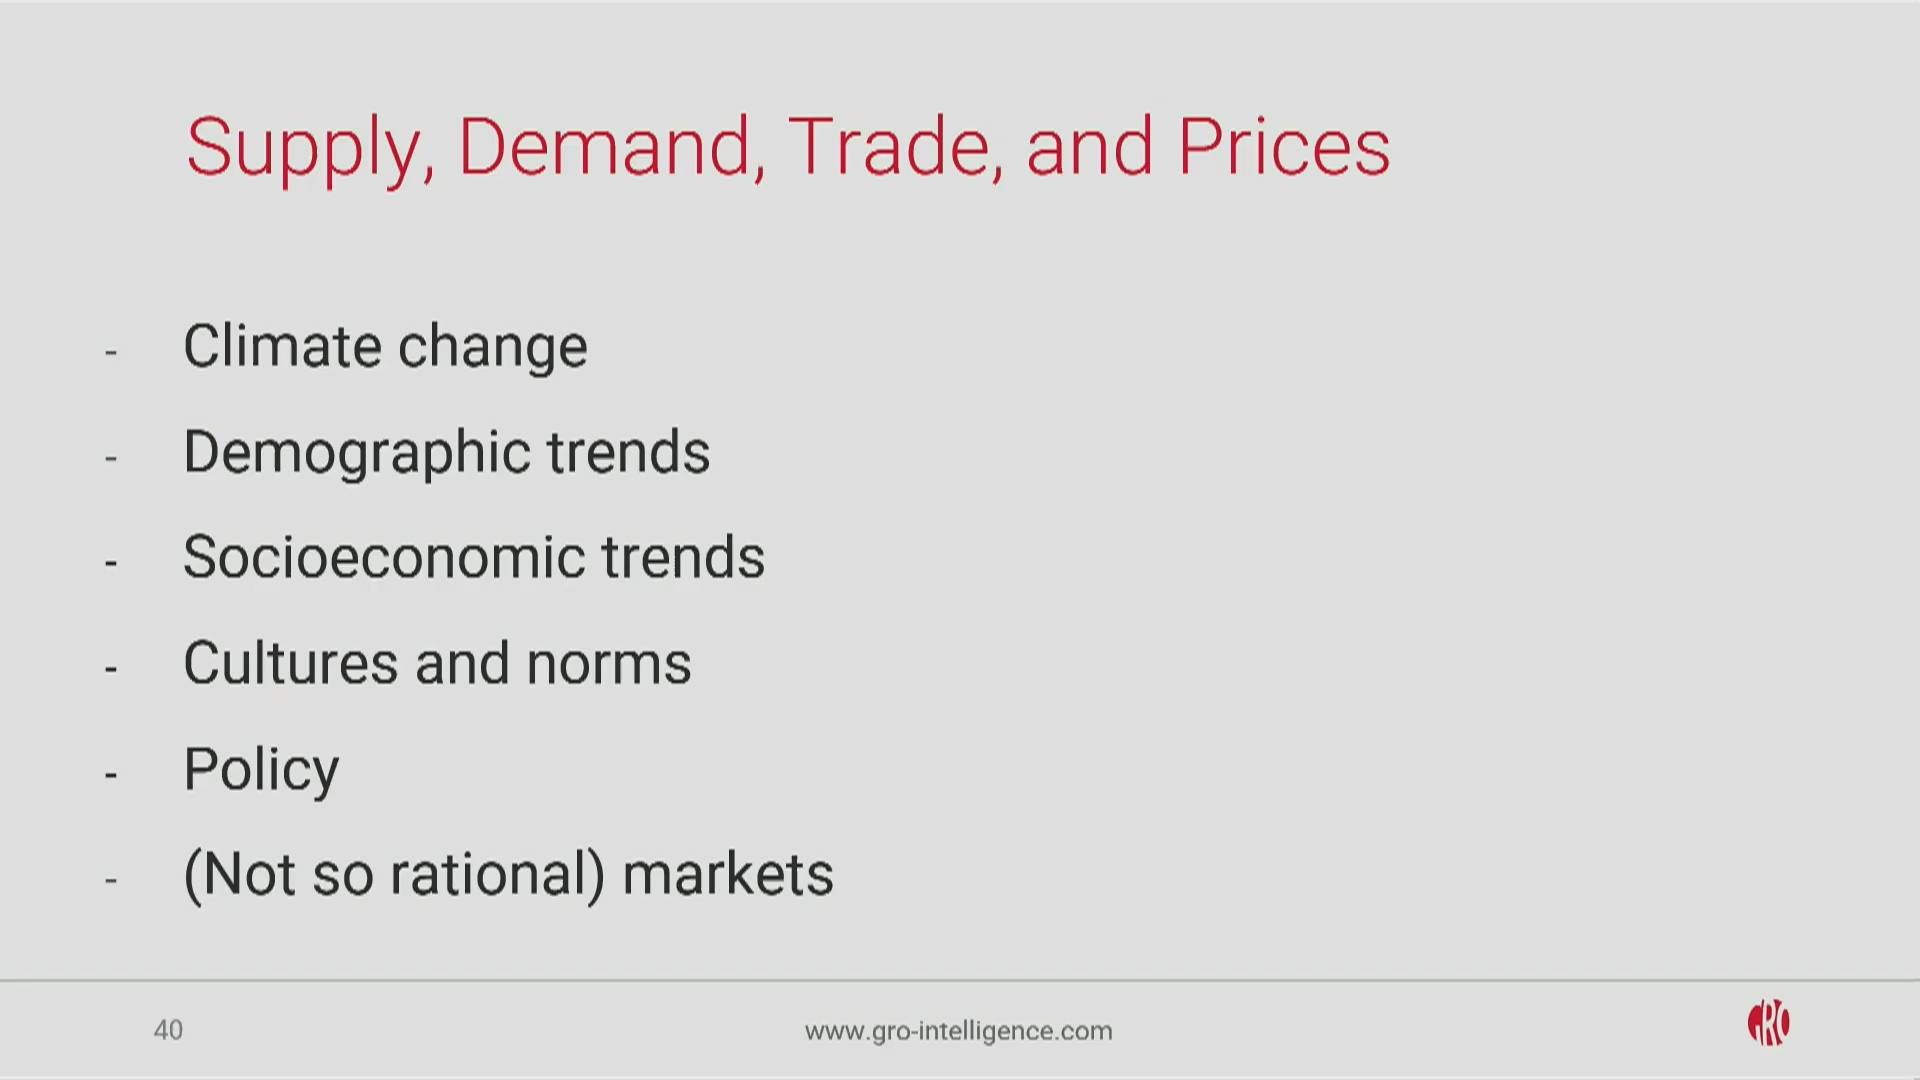 Supply, Demand, Trade, and Prices
- Climate change
- Demographic trends
- Socioeconomic trends
- Cultures and norms
- Policy
- (Not so rational) markets
40
www.gro-intelligence.com
GRO